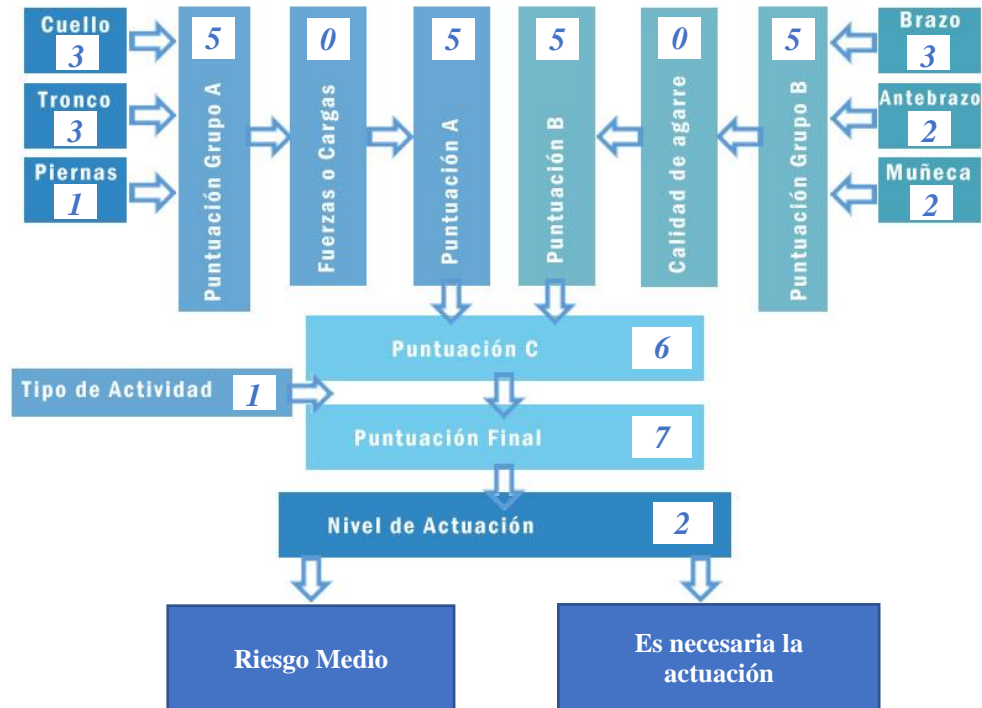 Cuello
3
Tronco
3
Piernas
1
5
Puntuación Grupo A
0
Fuerzas o Cargas
5
Puntuación A
5
Puntuación B
0
Calidad de agarre
5
Puntuación Grupo B
Brazo
3
Antebrazo
2
Muñeca
2
Puntuación C 6
Tipo de Actividad 1
Puntuación Final 7
Nivel de Actuación 2
Riesgo Medio
Es necesaria la
actuación